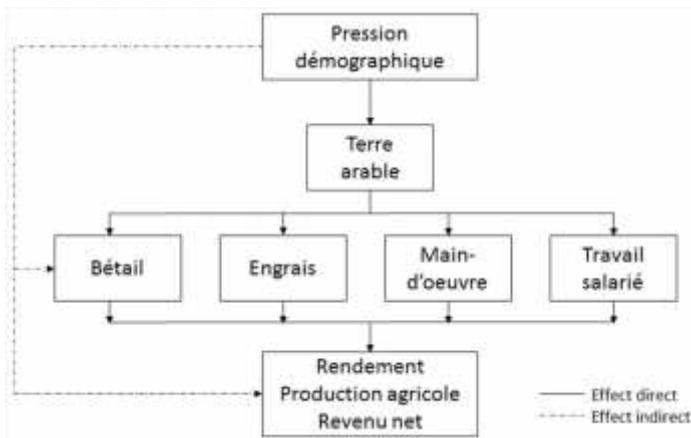 Pression
démographique
Terre
arable
Bétail
Engrais
Main-
d'oeuvre
Travail
salarié
Rendement
Production agricole
Revenu net
Effect direct
Effect indirect